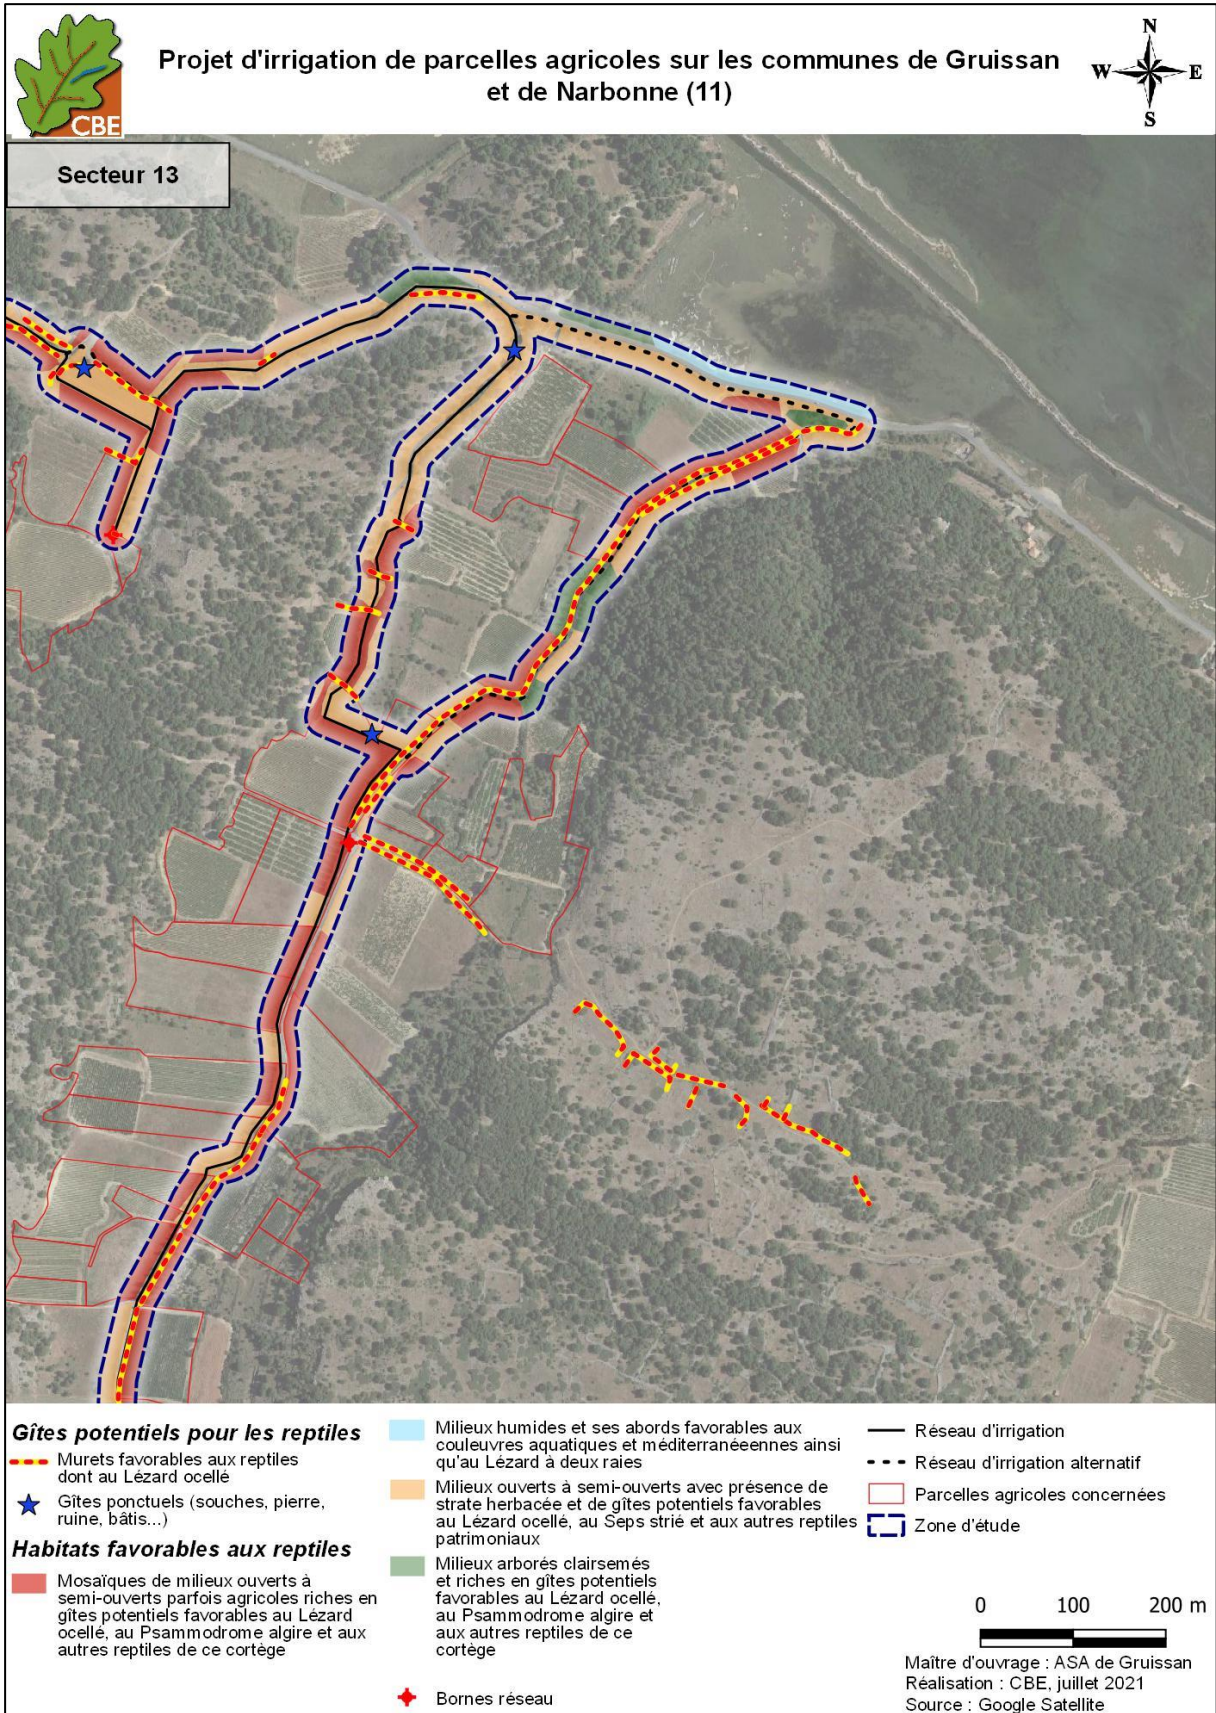 CBE
Projet d'irrigation de parcelles agricoles sur les communes de Gruissan
et de Narbonne (11)
N
W E
S
Secteur 13
Gîtes potentiels pour les reptiles
Murets favorables aux reptiles
dont au Lézard ocellé
Gîtes ponctuels (souches, pierre,
ruine, bâtis...)
Habitats favorables aux reptiles
Mosaïques de milieux ouverts à
semi-ouverts parfois agricoles riches en
gîtes potentiels favorables au Lézard
ocellé, au Psammodrome algire et aux
autres reptiles de ce cortège
Milieux humides et ses abords favorables aux
couleuvres aquatiques et méditerranéeennes ainsi
qu'au Lézard à deux raies
Milieux ouverts à semi-ouverts avec présence de
strate herbacée et de gîtes potentiels favorables
au Lézard ocellé, au Seps strié et aux autres reptiles
patrimoniaux
Milieux arborés clairsemés
et riches en gîtes potentiels
favorables au Lézard ocellé,
au Psammodrome algire et
aux autres reptiles de ce
cortège
Bornes réseau
Réseau d'irrigation
Réseau d'irrigation alternatif
Parcelles agricoles concernées
Zone d'étude
0 100 200 m
Maître d'ouvrage : ASA de Gruissan
Réalisation : CBE, juillet 2021
Source : Google Satellite